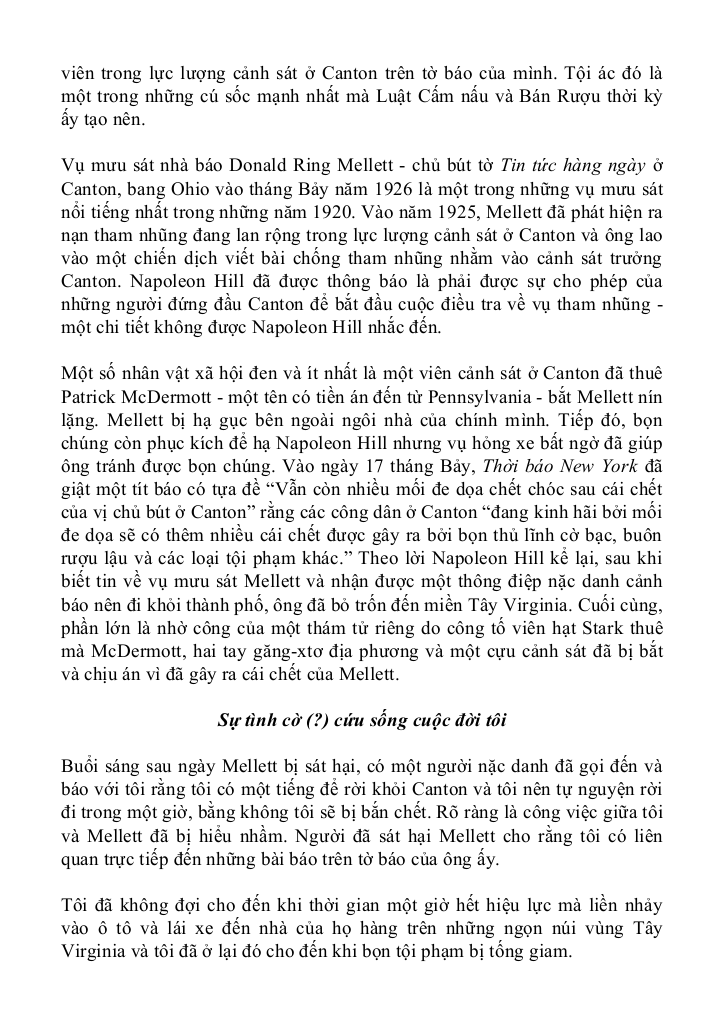 viên trong lực lượng cảnh sát ở Canton trên tờ báo của mình. Tội ác đó là
một trong những cú sốc mạnh nhất mà Luật Cấm nấu và Bán Rượu thời kỳ
ấy tạo nên.
Vụ mưu sát nhà báo Donald Ring Mellett - chủ bút tờ Tin tức hàng ngày ở
Canton, bang Ohio vào tháng Bảy năm 1926 là một trong những vụ mưu sát
nổi tiếng nhất trong những năm 1920. Vào năm 1925, Mellett đã phát hiện ra
nạn tham nhũng đang lan rộng trong lực lượng cảnh sát ở Canton và ông lao
vào một chiến dịch viết bài chống tham nhũng nhằm vào cảnh sát trưởng
Canton. Napoleon Hill đã được thông báo là phải được sự cho phép của
những người đứng đầu Canton để bắt đầu cuộc điều tra về vụ tham nhũng -
một chi tiết không được Napoleon Hill nhắc đến.
Một số nhân vật xã hội đen và ít nhất là một viên cảnh sát ở Canton đã thuê
Patrick McDermott - một tên có tiền án đến từ Pennsylvania - bắt Mellett nín
lặng. Mellett bị hạ gục bên ngoài ngôi nhà của chính mình. Tiếp đó, bọn
chúng còn phục kích để hạ Napoleon Hill nhưng vụ hỏng xe bất ngờ đã giúp
ông tránh được bọn chúng. Vào ngày 17 tháng Bảy, Thời báo New York đã
giật một tít báo có tựa đề “Vẫn còn nhiều mối đe dọa chết chóc sau cái chết
của vị chủ bút ở Canton” rằng các công dân ở Canton “đang kinh hãi bởi mối
đe dọa sẽ có thêm nhiều cái chết được gây ra bởi bọn thủ lĩnh cờ bạc, buôn
rượu lậu và các loại tội phạm khác.” Theo lời Napoleon Hill kể lại, sau khi
biết tin về vụ mưu sát Mellett và nhận được một thông điệp nặc danh cảnh
báo nên đi khỏi thành phố, ông đã bỏ trốn đến miền Tây Virginia. Cuối cùng,
phần lớn là nhờ công của một thám tử riêng do công tố viên hạt Stark thuê
mà McDermott, hai tay găng-xtơ địa phương và một cựu cảnh sát đã bị bắt
và chịu án vì đã gây ra cái chết của Mellett.
Sự tình cờ (?) cứu sống cuộc đời tôi
Buổi sáng sau ngày Mellett bị sát hại, có một người nặc danh đã gọi đến và
báo với tôi rằng tôi có một tiếng để rời khỏi Canton và tôi nên tự nguyện rời
đi trong một giờ, bằng không tôi sẽ bị bắn chết. Rõ ràng là công việc giữa tôi
và Mellett đã bị hiểu nhầm. Người đã sát hại Mellett cho rằng tôi có liên
quan trực tiếp đến những bài báo trên tờ báo của ông ấy.
Tôi đã không đợi cho đến khi thời gian một giờ hết hiệu lực mà liền nhảy
vào ô tô và lái xe đến nhà của họ hàng trên những ngọn núi vùng Tây
Virginia và tôi đã ở lại đó cho đến khi bọn tội phạm bị tống giam.